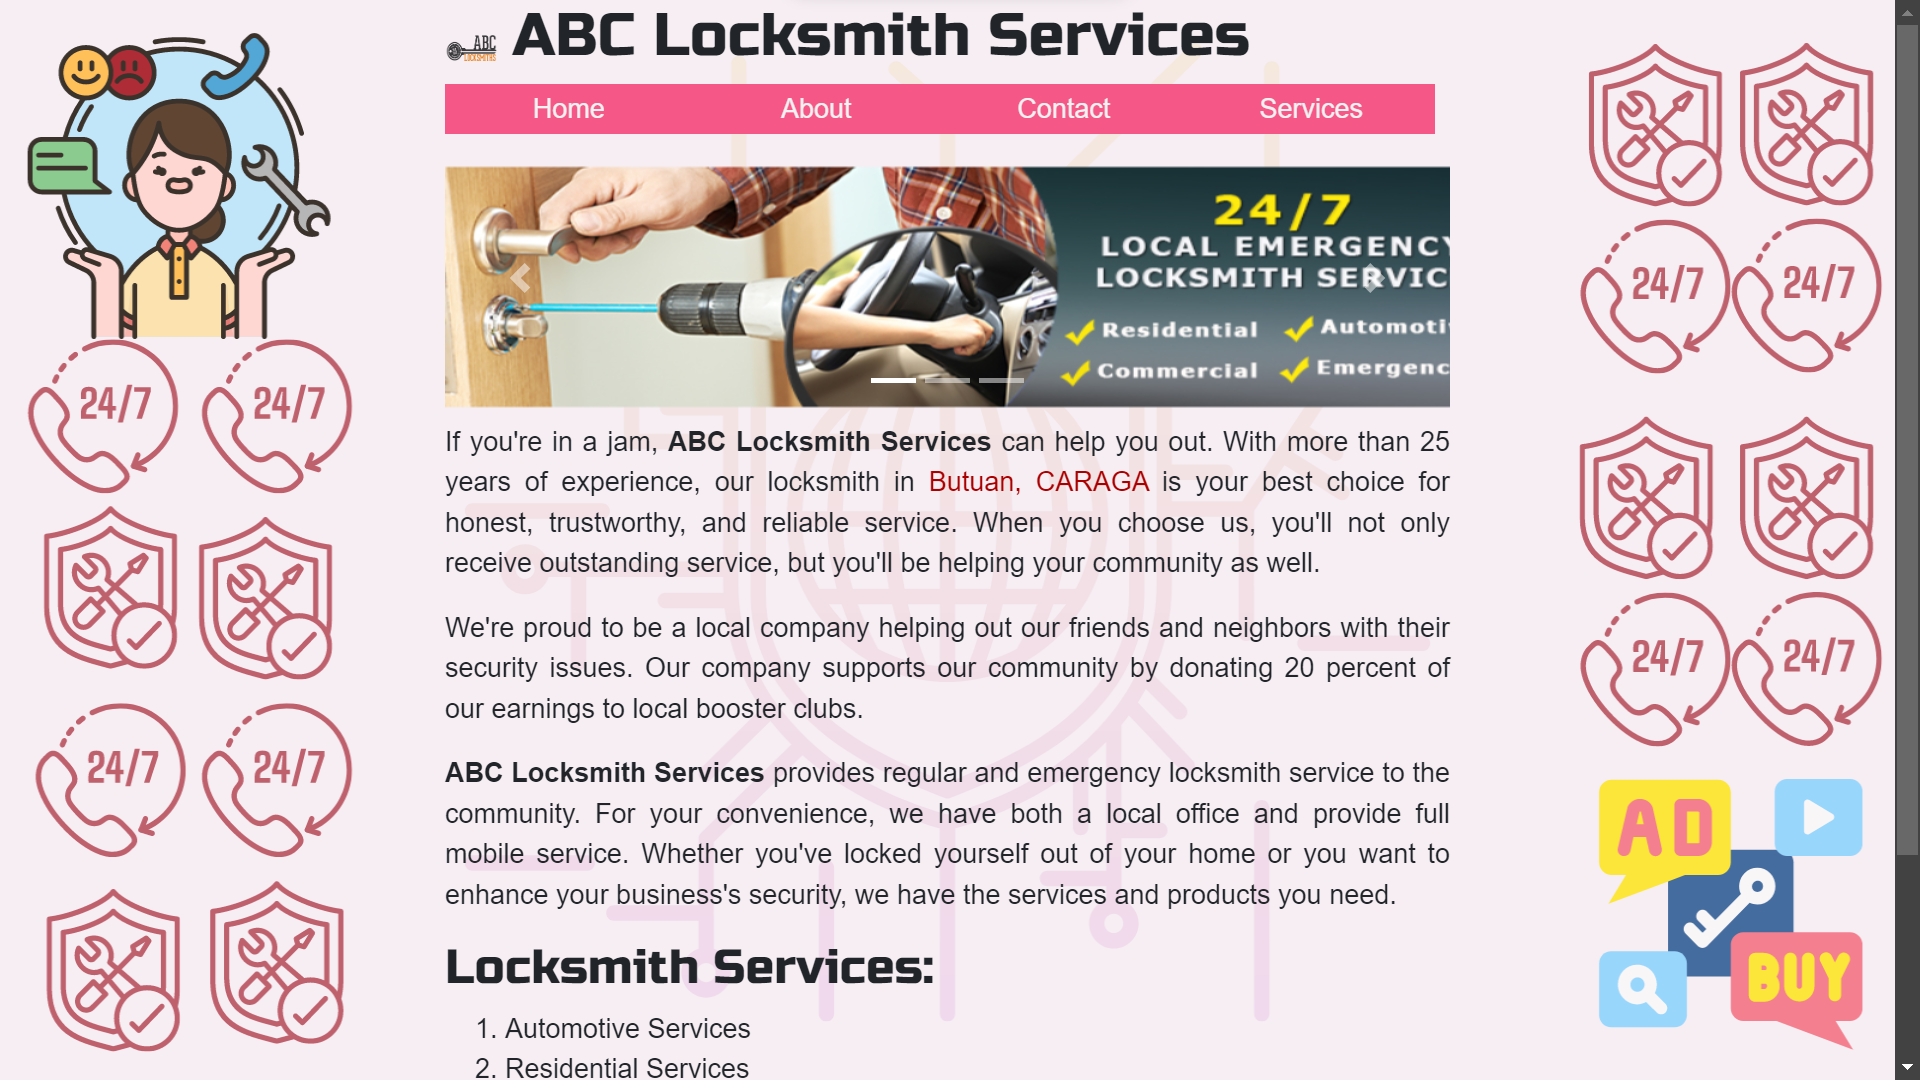 ABC
LOCKSMITHS
ABC Locksmith Services
Home About Contact Services
24/7
LOCAL EMERGENCY
LOCKSMITH SERVIC
Residential Automoti
Commercial Emergenc
If you're in a jam, ABC Locksmith Services can help you out. With more than 25
years of experience, our locksmith in Butuan, CARAGA is your best choice for
honest, trustworthy, and reliable service. When you choose us, you'll not only
receive outstanding service, but you'll be helping your community as well.
We're proud to be a local company helping out our friends and neighbors with their
security issues. Our company supports our community by donating 20 percent of
our earnings to local booster clubs.
ABC Locksmith Services provides regular and emergency locksmith service to the
community. For your convenience, we have both a local office and provide full
mobile service. Whether you've locked yourself out of your home or you want to
enhance your business's security, we have the services and products you need.
Locksmith Services:
1. Automotive Services
2. Residential Services
24/7 24/7
24/7 24/7
24/7 24/7
24/7 24/7
AD
BUY